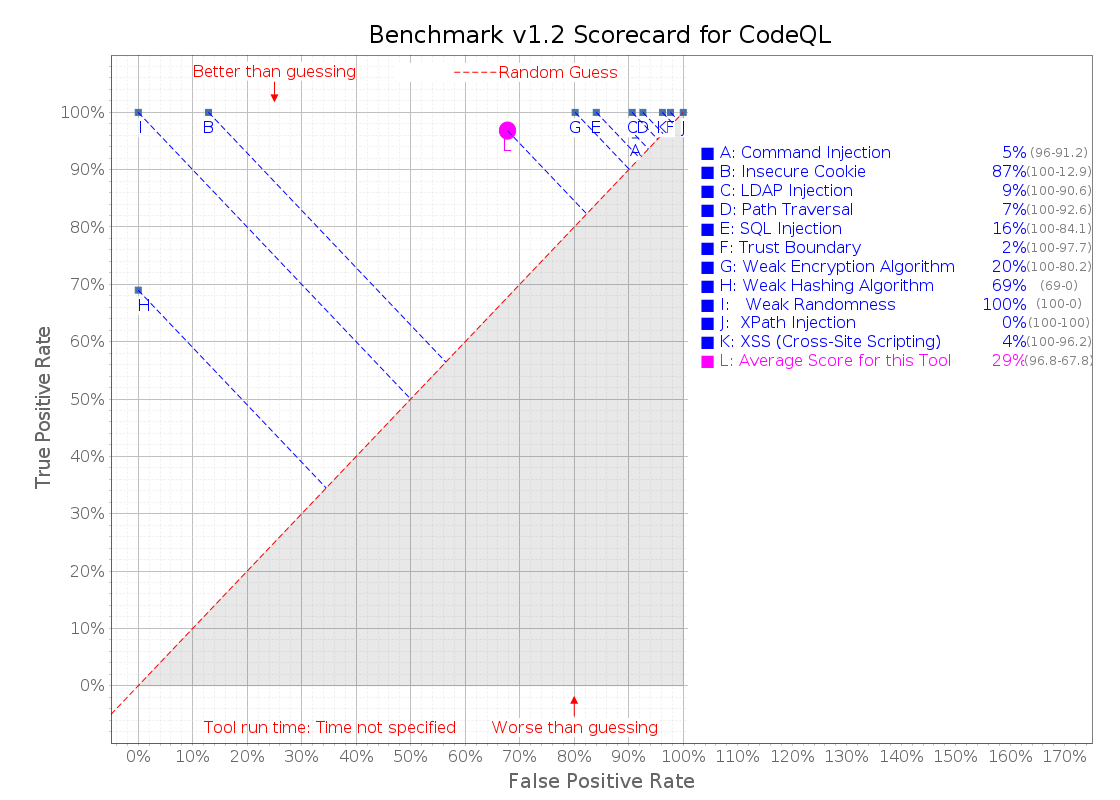 Benchmark v1.2 Scorecard for CodeQL
Better than guessing
Random Guess
100%
90%
80%
70%
60%
50%
40%
30%
20%
10%
0%
True Positive Rate
I
B
G
E
C
D
K
F
J
A
L
H
A: Command Injection 5% (96-91.2)
B: Insecure Cookie 87% (100-12.9)
C: LDAP Injection 9% (100-90.6)
D: Path Traversal 7% (100-92.6)
E: SQL Injection 16% (100-84.1)
F: Trust Boundary 2% (100-97.7)
G: Weak Encryption Algorithm 20% (100-80.2)
H: Weak Hashing Algorithm 69% (69-0)
I: Weak Randomness 100% (100-0)
J: XPath Injection 0% (100-100)
K: XSS (Cross-Site Scripting) 4% (100-96.2)
L: Average Score for this Tool 29% (96.8-67.8)
Tool run time: Time not specified
Worse than guessing
0% 10% 20% 30% 40% 50% 60% 70% 80% 90% 100% 110% 120% 130% 140% 150% 160% 170%
False Positive Rate